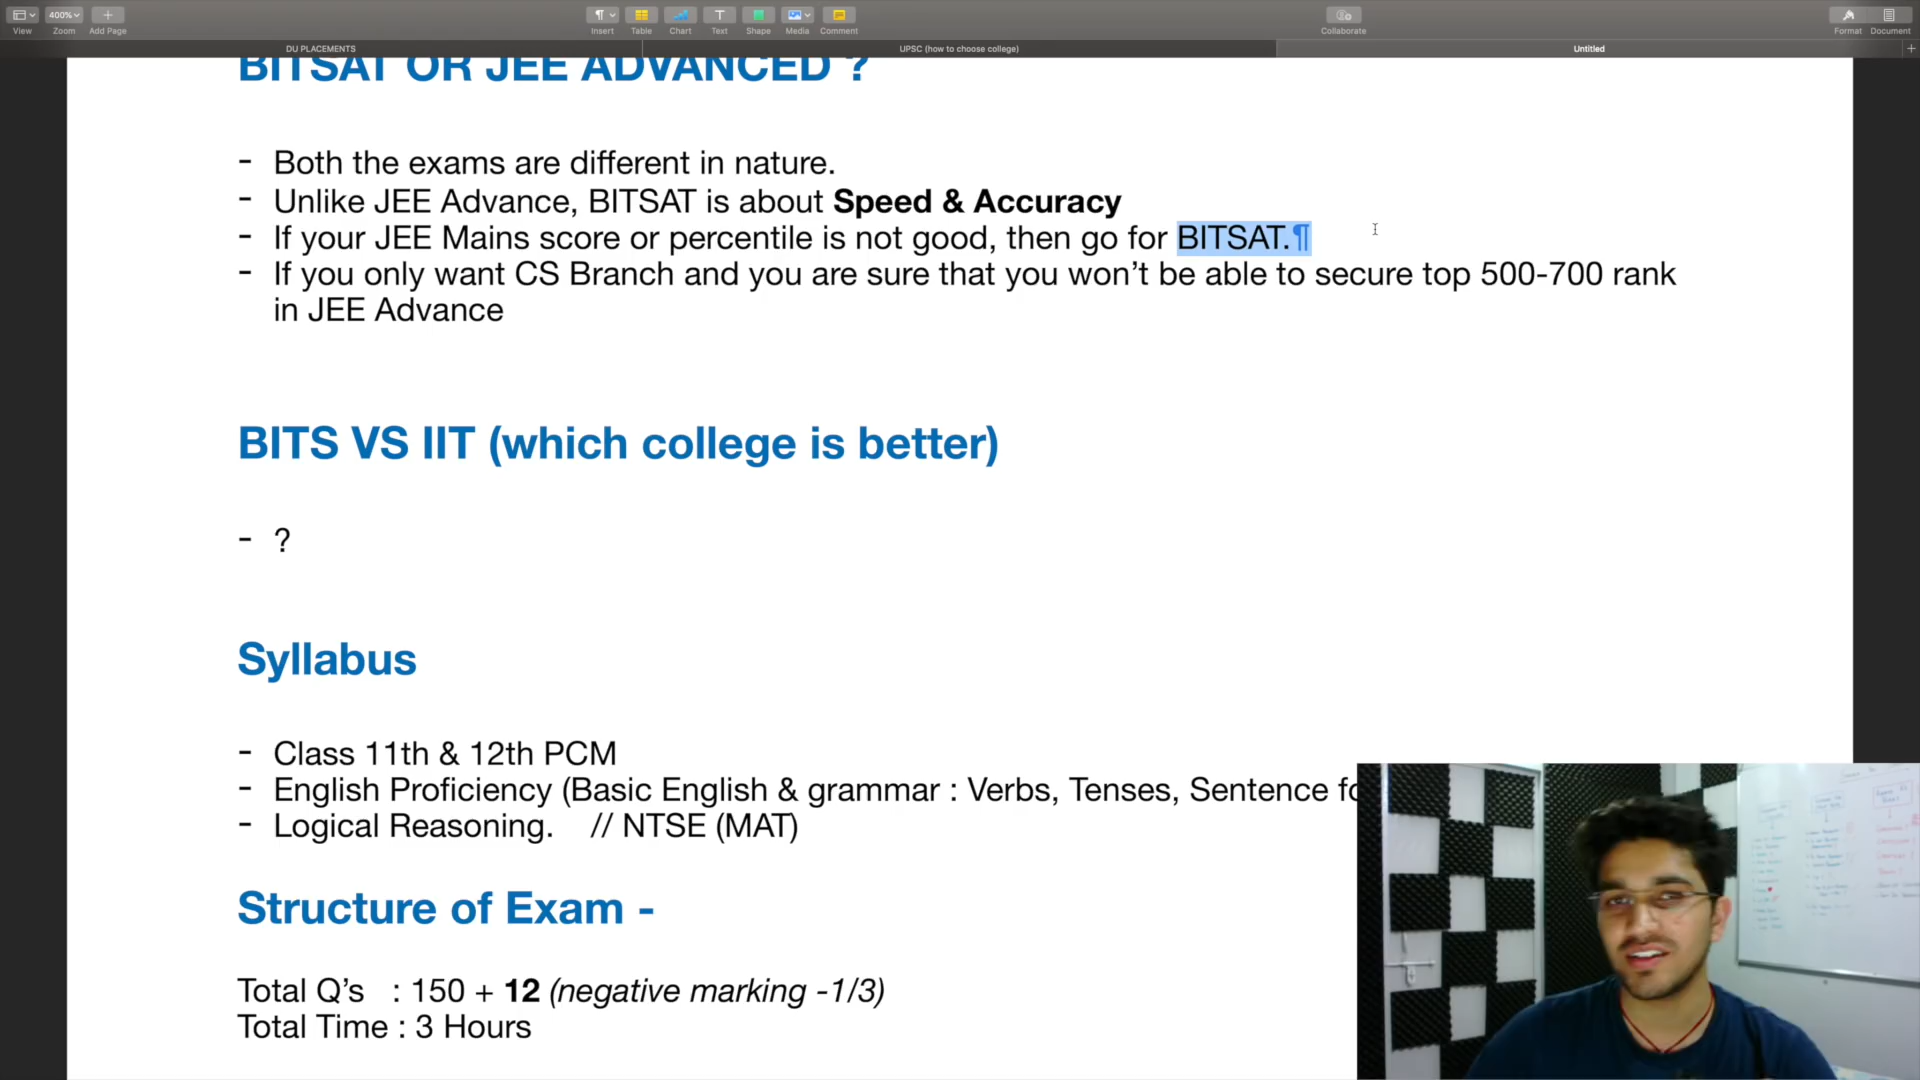 400%
View
Zoom
Add Page
Insert
Table
Chart
Text
Shape
Media
Comment
Collaborate
Format
Document
DU PLACEMENTS
UPSC (how to choose college)
Untitled
BITSAT OR JEE ADVANCED ?
- Both the exams are different in nature.
- Unlike JEE Advance, BITSAT is about Speed & Accuracy
- If your JEE Mains score or percentile is not good, then go for BITSAT.¶
- If you only want CS Branch and you are sure that you won’t be able to secure top 500-700 rank
in JEE Advance
BITS VS IIT (which college is better)
- ?
Syllabus
- Class 11th & 12th PCM
- English Proficiency (Basic English & grammar : Verbs, Tenses, Sentence fo
- Logical Reasoning. // NTSE (MAT)
Structure of Exam -
Total Q’s : 150 + 12 (negative marking -1/3)
Total Time : 3 Hours